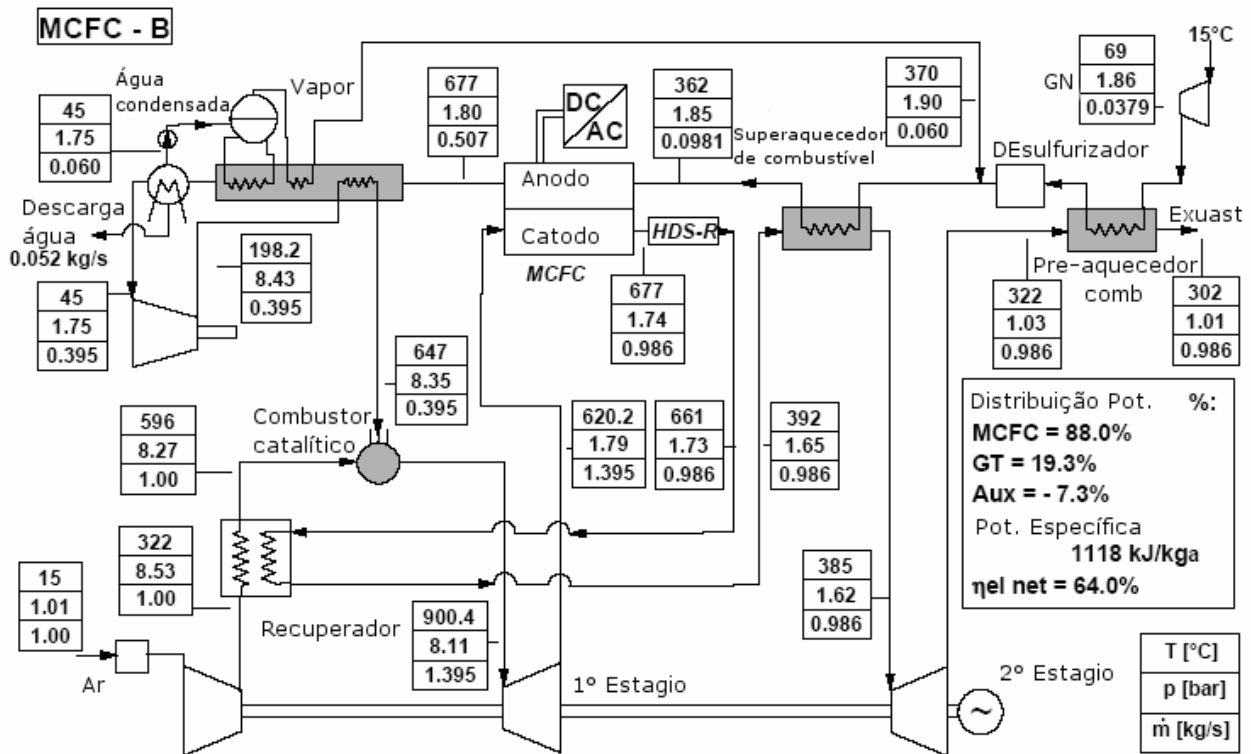 MCFC - B
Água
condensada
Vapor
45
1.75
0.060
Descarga
água
0.052 kg/s
198.2
8.43
0.395
45
1.75
0.395
677
1.80
0.507
DC
AC
Anodo
Catodo
MCFC
HDS-R
362
1.85
0.0981
Superaquecedor
de combustível
370
1.90
0.060
DEsulfurizador
GN
69
1.86
0.0379
15°C
Exuast
Pre-aquecedor
comb
322
1.03
0.986
302
1.01
0.986
677
1.74
0.986
647
8.35
0.395
Combustor
catalítico
596
8.27
1.00
620.2
1.79
1.395
661
1.73
0.986
392
1.65
0.986
322
8.53
1.00
15
1.01
1.00
Ar
Recuperador
900.4
8.11
1.395
1º Estagio
385
1.62
0.986
2º Estagio
~
Distribuição Pot. %:
MCFC = 88.0%
GT = 19.3%
Aux = - 7.3%
Pot. Específica
1118 kJ/kga
ηel net = 64.0%
T [°C]
p [bar]
ṁ [kg/s]